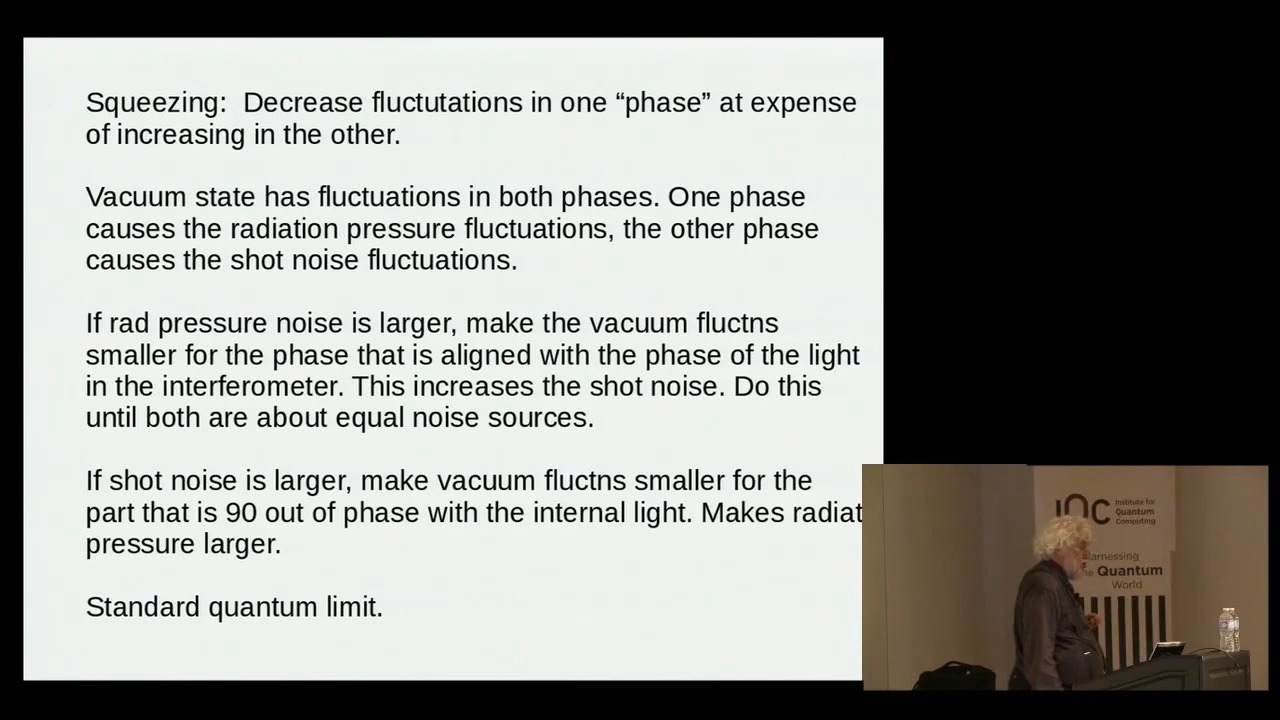 Squeezing: Decrease fluctutations in one “phase” at expense
of increasing in the other.
Vacuum state has fluctuations in both phases. One phase
causes the radiation pressure fluctuations, the other phase
causes the shot noise fluctuations.
If rad pressure noise is larger, make the vacuum fluctns
smaller for the phase that is aligned with the phase of the light
in the interferometer. This increases the shot noise. Do this
until both are about equal noise sources.
If shot noise is larger, make vacuum fluctns smaller for the
part that is 90 out of phase with the internal light. Makes radiat
pressure larger.
Standard quantum limit.
IQC
Institute for
Quantum
Computing
Harnessing
the Quantum
World